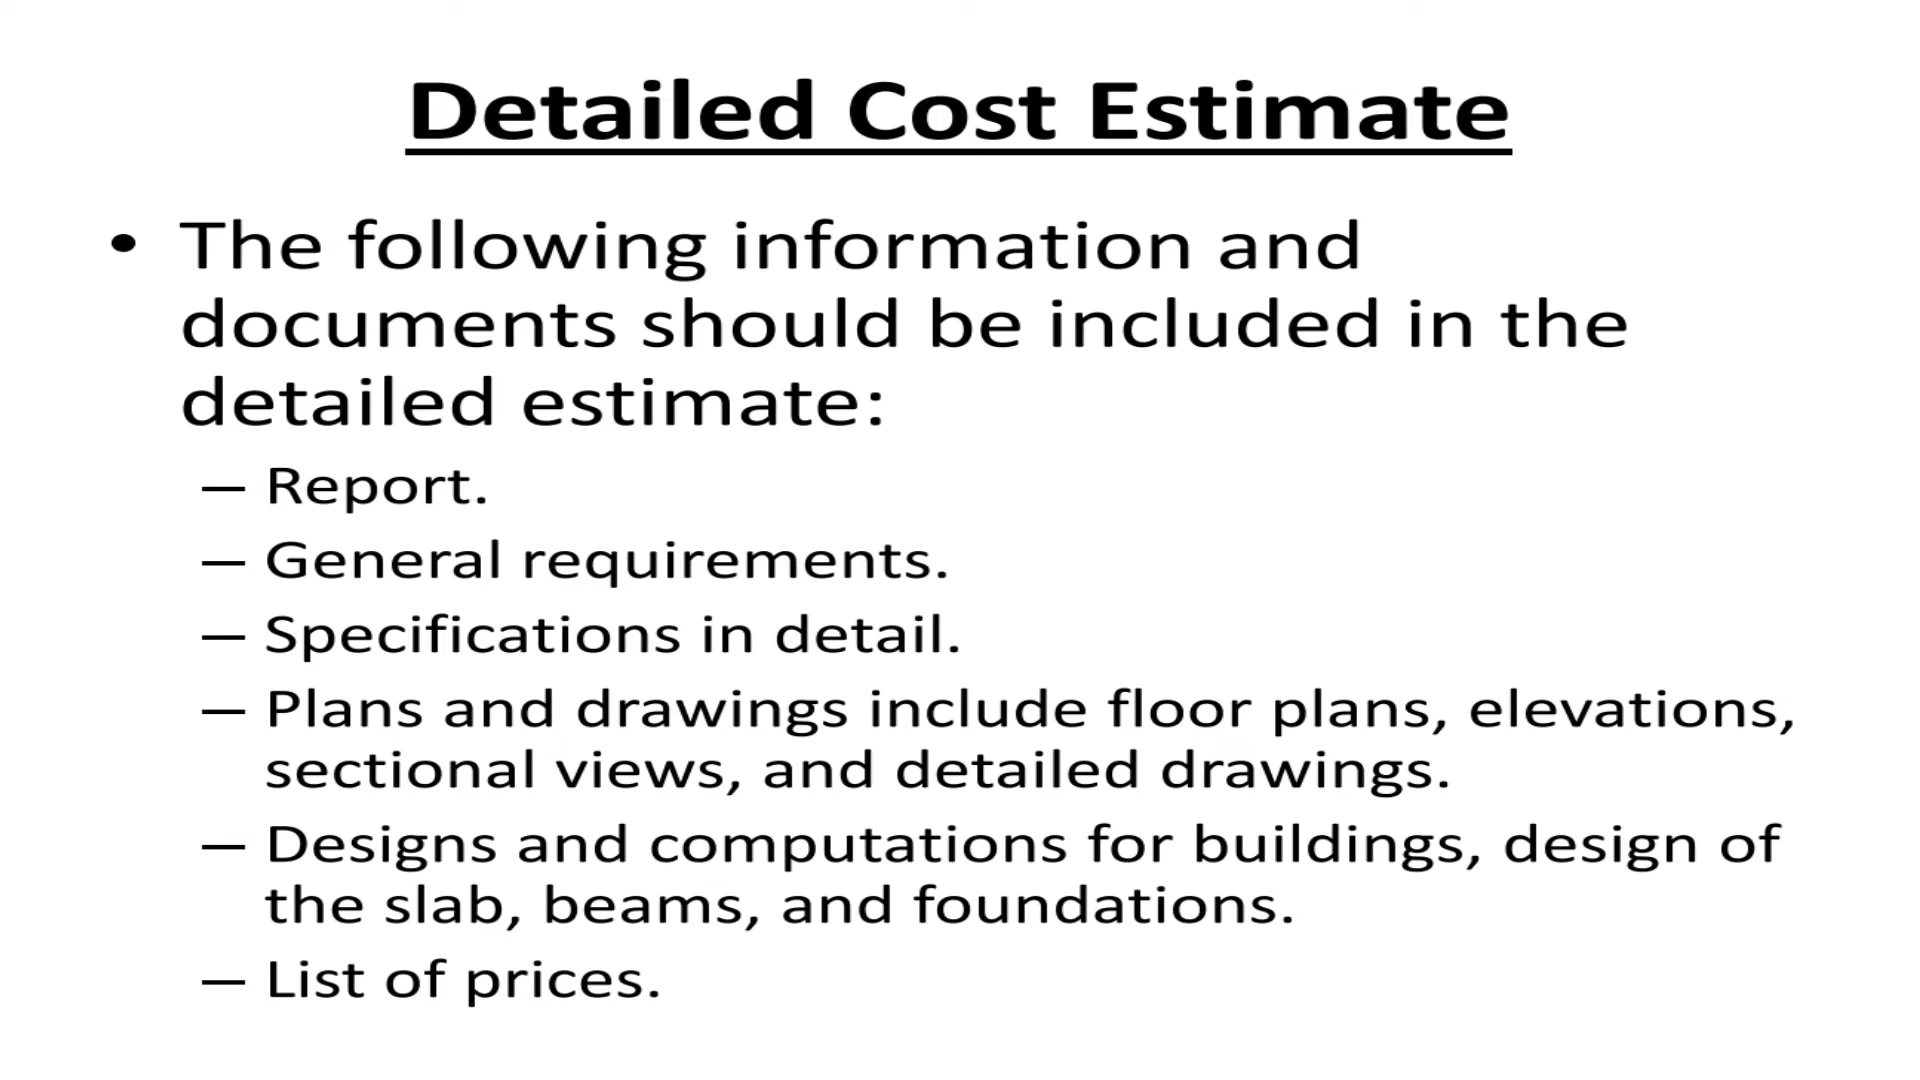 Detailed Cost Estimate
• The following information and
documents should be included in the
detailed estimate:
– Report.
– General requirements.
– Specifications in detail.
– Plans and drawings include floor plans, elevations,
sectional views, and detailed drawings.
– Designs and computations for buildings, design of
the slab, beams, and foundations.
– List of prices.